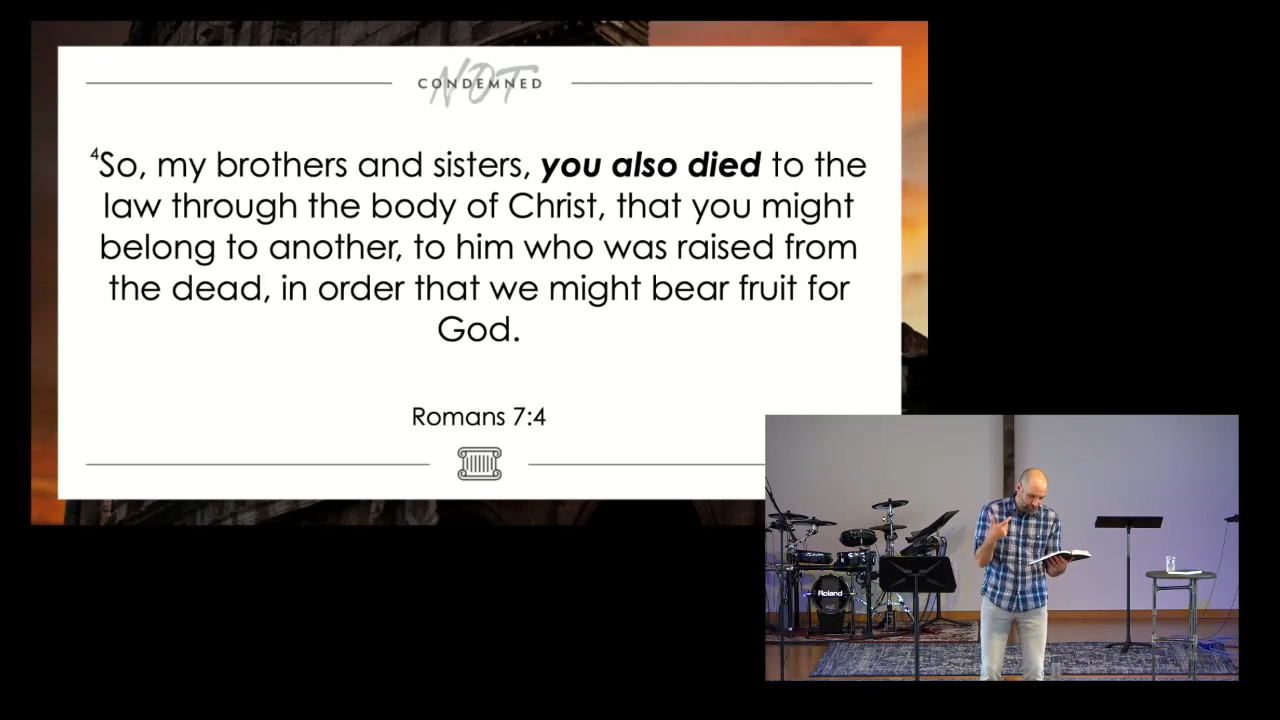 NOT
CONDEMNED
⁴So, my brothers and sisters, you also died to the
law through the body of Christ, that you might
belong to another, to him who was raised from
the dead, in order that we might bear fruit for
God.
Romans 7:4
Roland